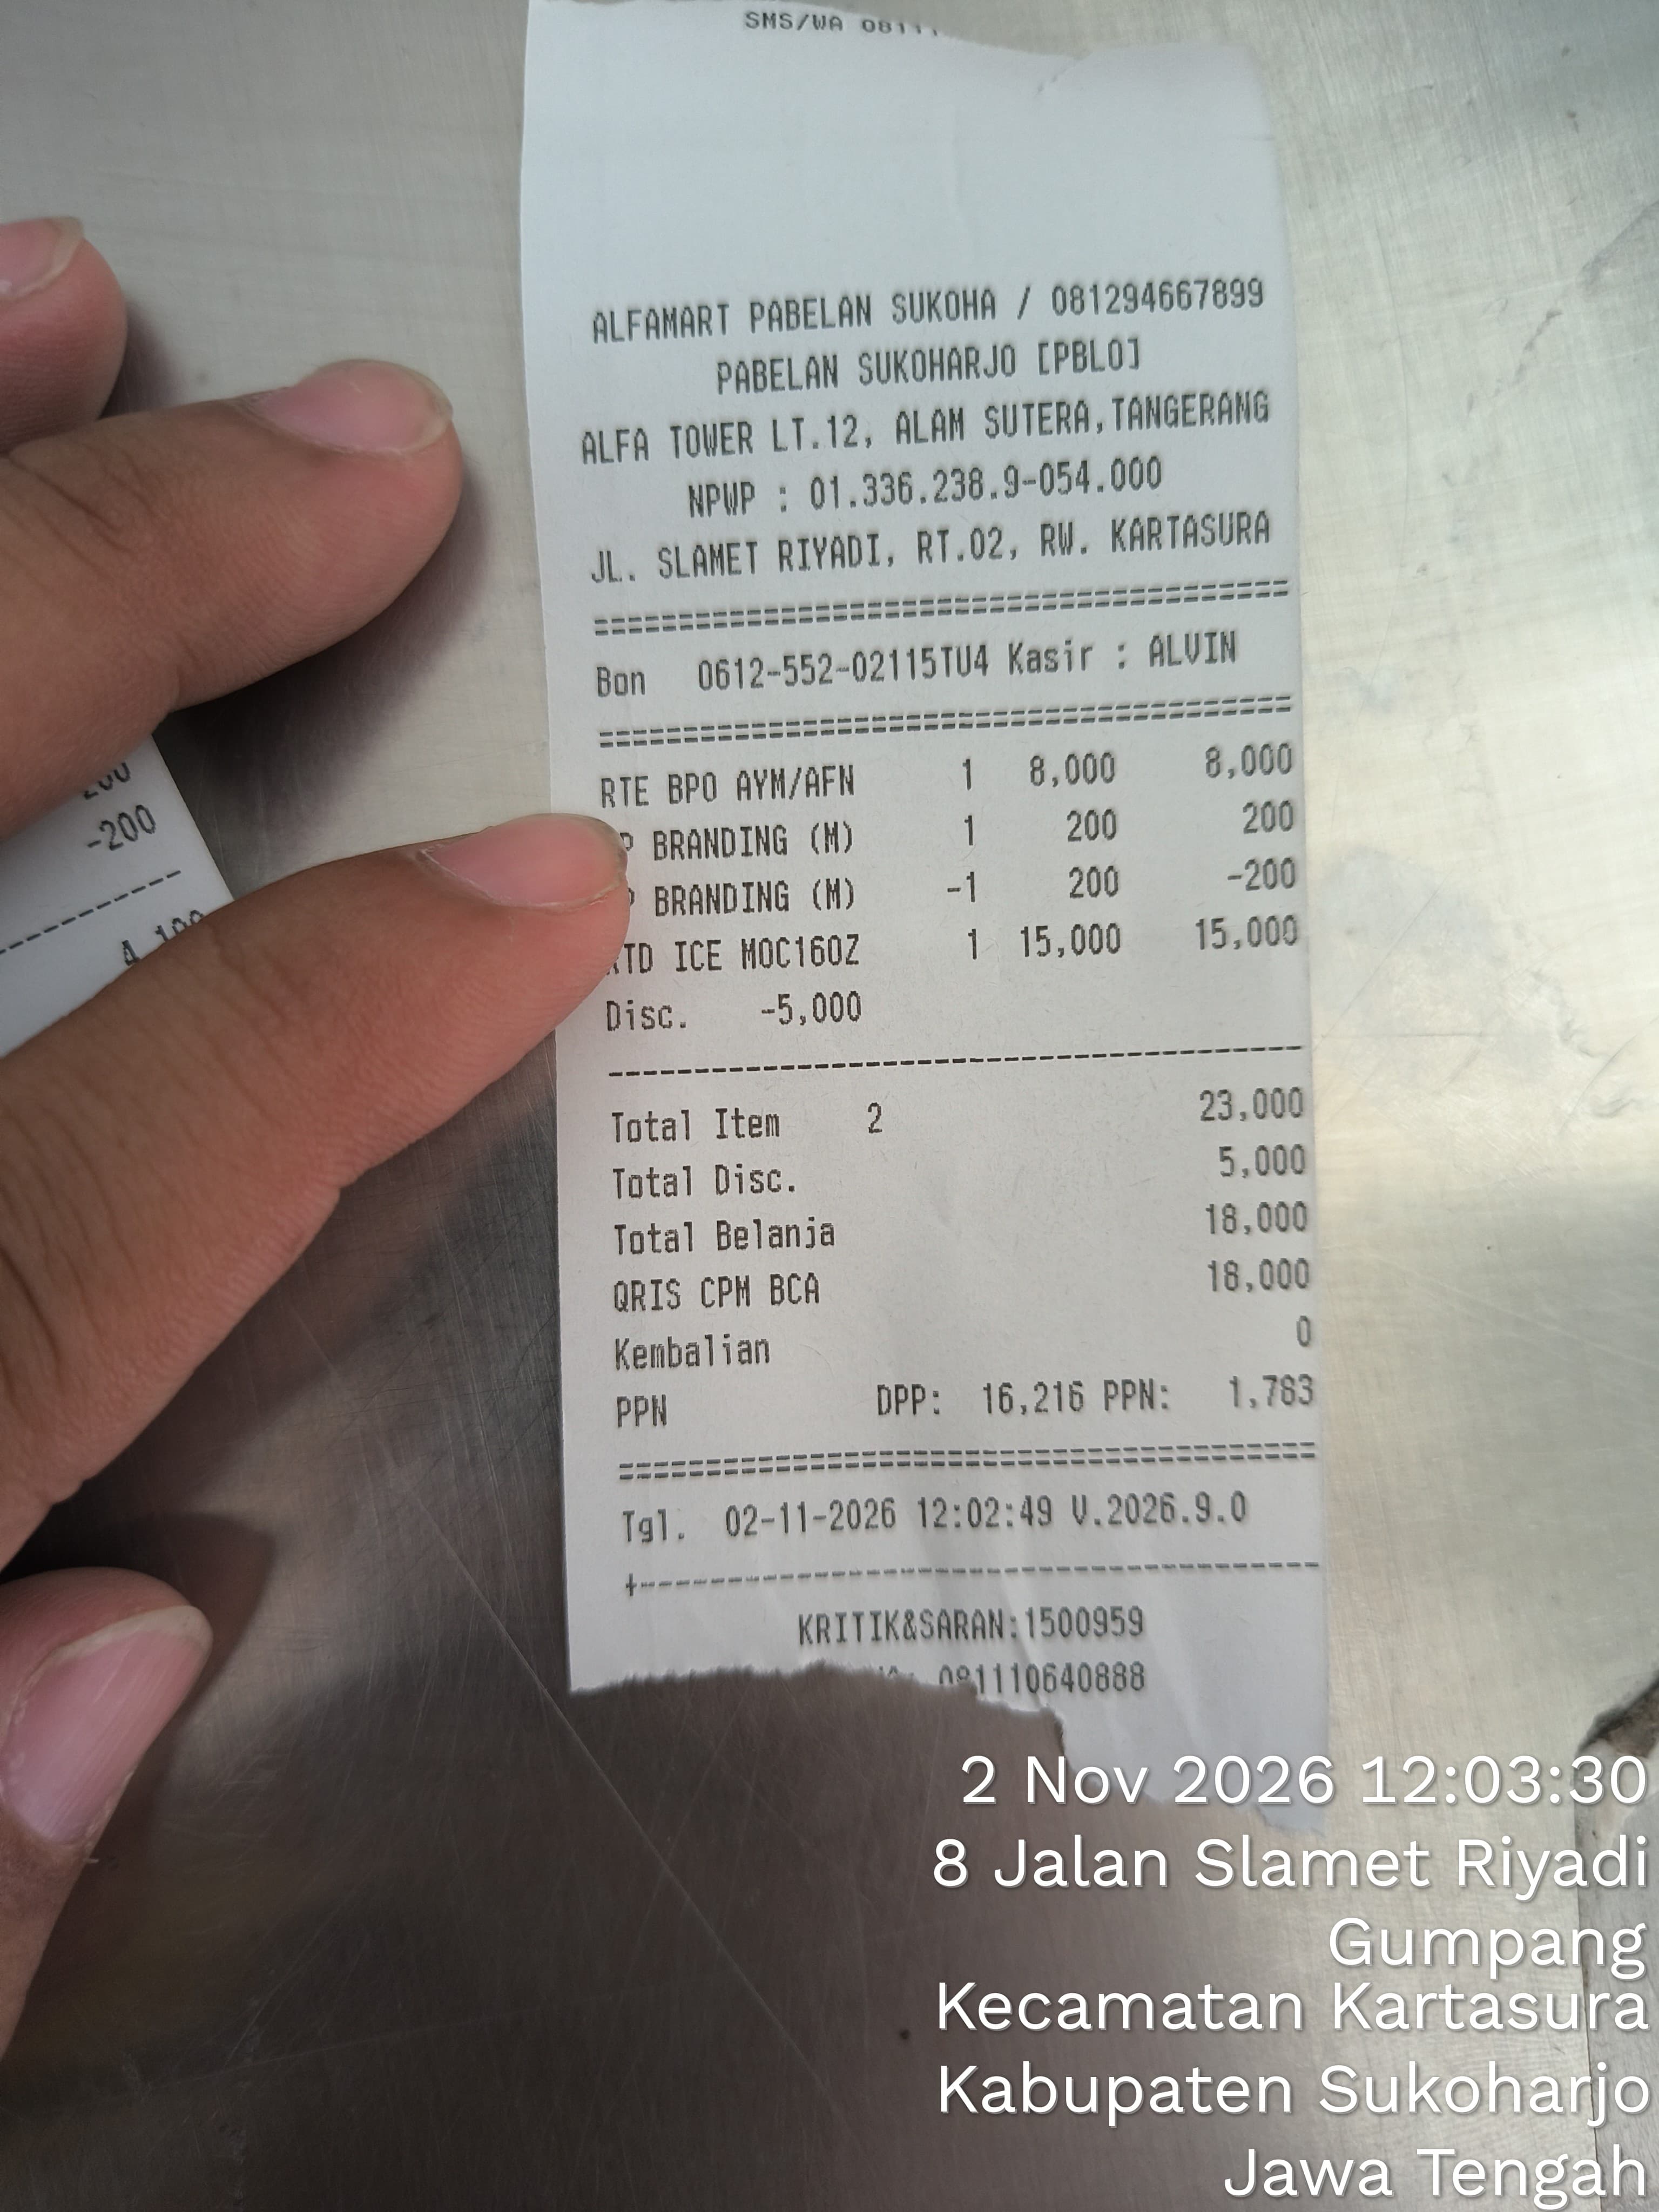 SMS/WA 0811
ALFAMART PABELAN SUKOHA / 081294667899
PABELAN SUKOHARJO [PBLO]
ALFA TOWER LT.12, ALAM SUTERA,TANGERANG
NPWP : 01.336.238.9-054.000
JL. SLAMET RIYADI, RT.02, RW. KARTASURA
=======================================
Bon 0612-552-02115TU4 Kasir : ALVIN
=======================================
RTE BPO AYM/AFN 1 8,000 8,000
P BRANDING (M) 1 200 200
P BRANDING (M) -1 200 -200
TD ICE MOC16OZ 1 15,000 15,000
Disc. -5,000
---------------------------------------
Total Item 2 23,000
Total Disc. 5,000
Total Belanja 18,000
QRIS CPM BCA 18,000
Kembalian 0
PPN DPP: 16,216 PPN: 1,783
=======================================
Tgl. 02-11-2026 12:02:49 V.2026.9.0
+--------------------------------------
KRITIK&SARAN:1500959
081110640888
-200
2 Nov 2026 12:03:30
8 Jalan Slamet Riyadi
Gumpang
Kecamatan Kartasura
Kabupaten Sukoharjo
Jawa Tengah